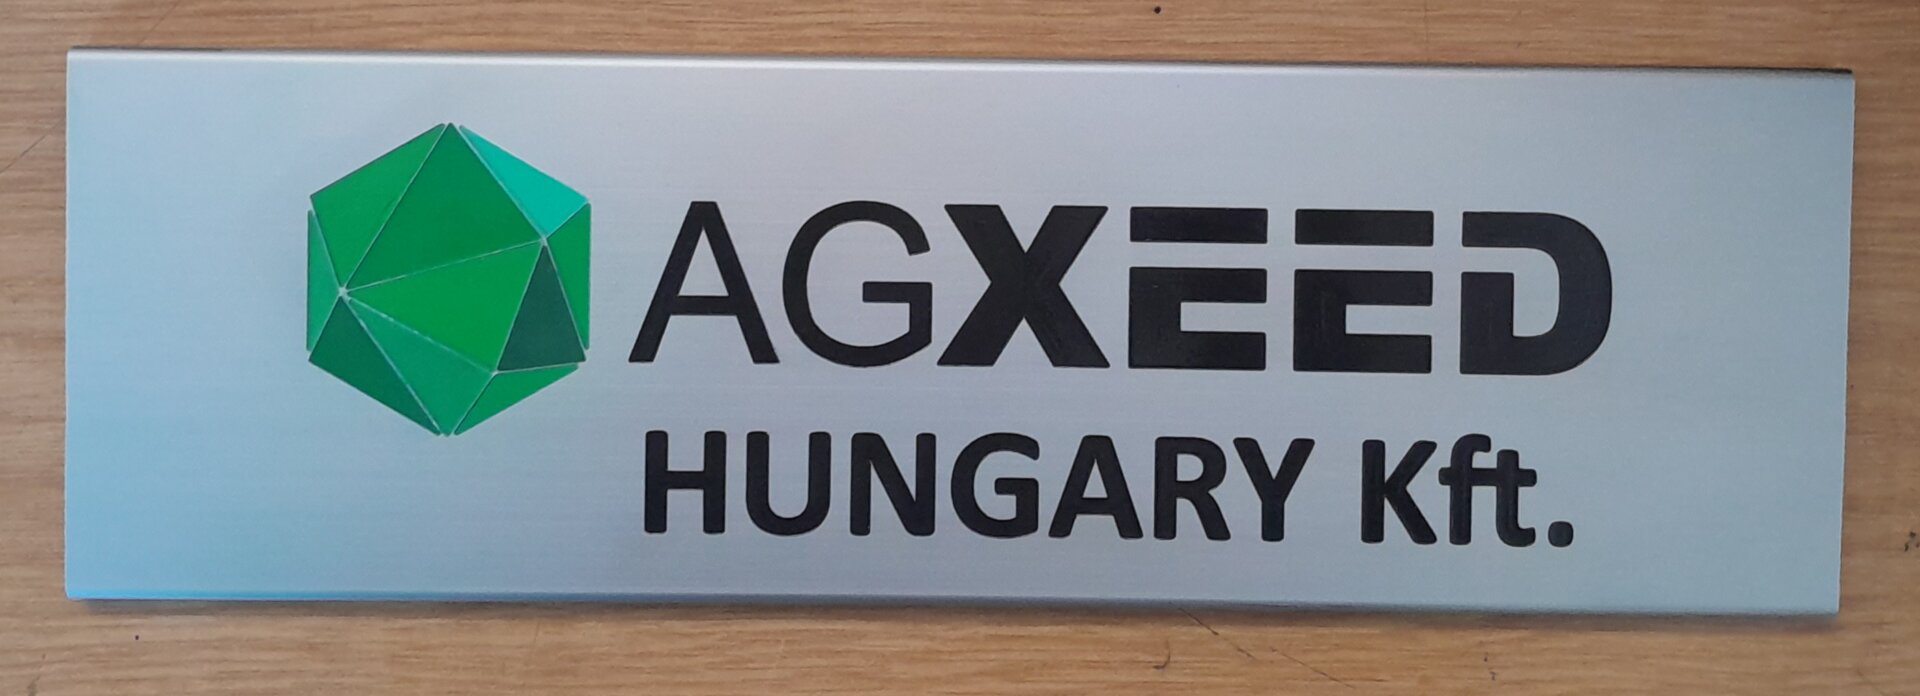 AGXEED
HUNGARY Kft.